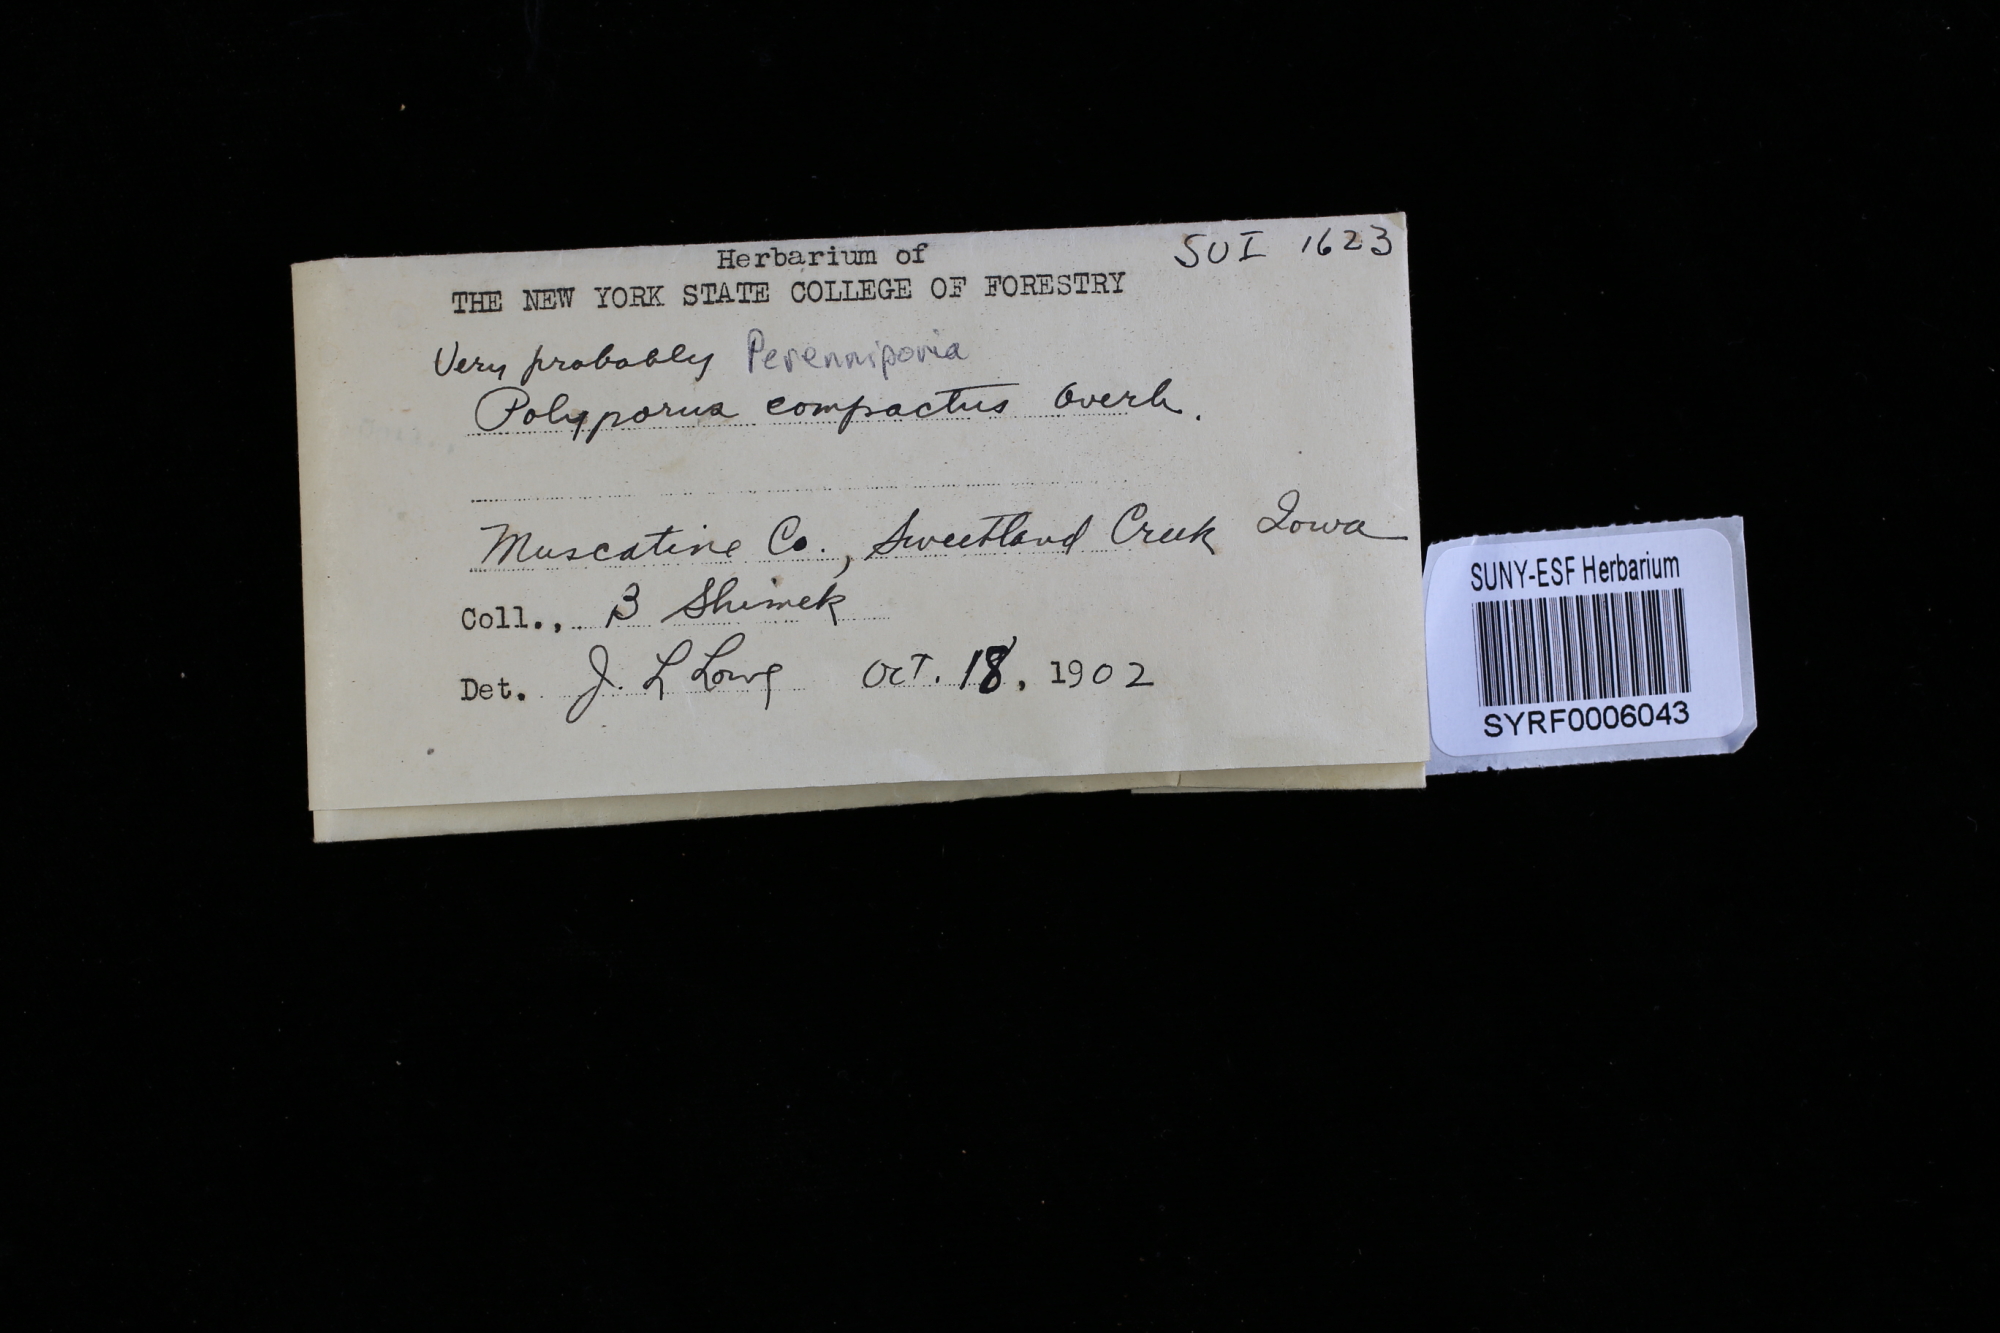 Herbarium of
SUI 1623
THE NEW YORK STATE COLLEGE OF FORESTRY
Very probably Perenniporia
Polyporus compactus Overh.
Muscatine Co., Sweetland Creek Iowa
Coll., B Shimek
Det. J. L Lowe Oct. 18, 1902
SUNY-ESF Herbarium
SYRF0006043